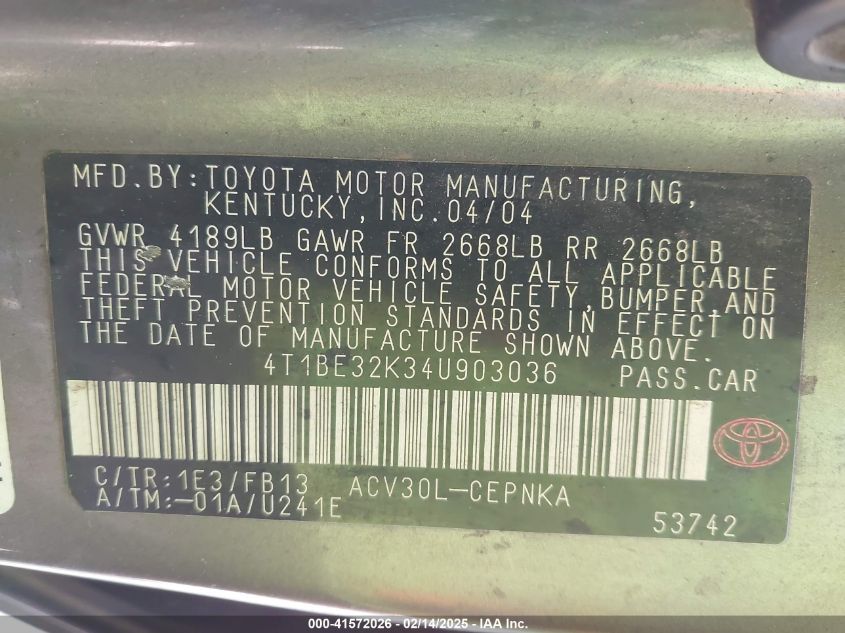 MFD.BY:TOYOTA MOTOR MANUFACTURING,
KENTUCKY,INC.04/04
GVWR 4189LB GAWR FR 2668LB RR 2668LB
THIS VEHICLE CONFORMS TO ALL APPLICABLE
FEDERAL MOTOR VEHICLE SAFETY,BUMPER,AND
THEFT PREVENTION STANDARDS IN EFFECT ON
THE DATE OF MANUFACTURE SHOWN ABOVE.
4T1BE32K34U903036 PASS.CAR
C/TR:1E3/FB13 ACV30L-CEPNKA
A/TM:-01A/U241E
53742
000-41572026 - 02/14/2025 - IAA Inc.